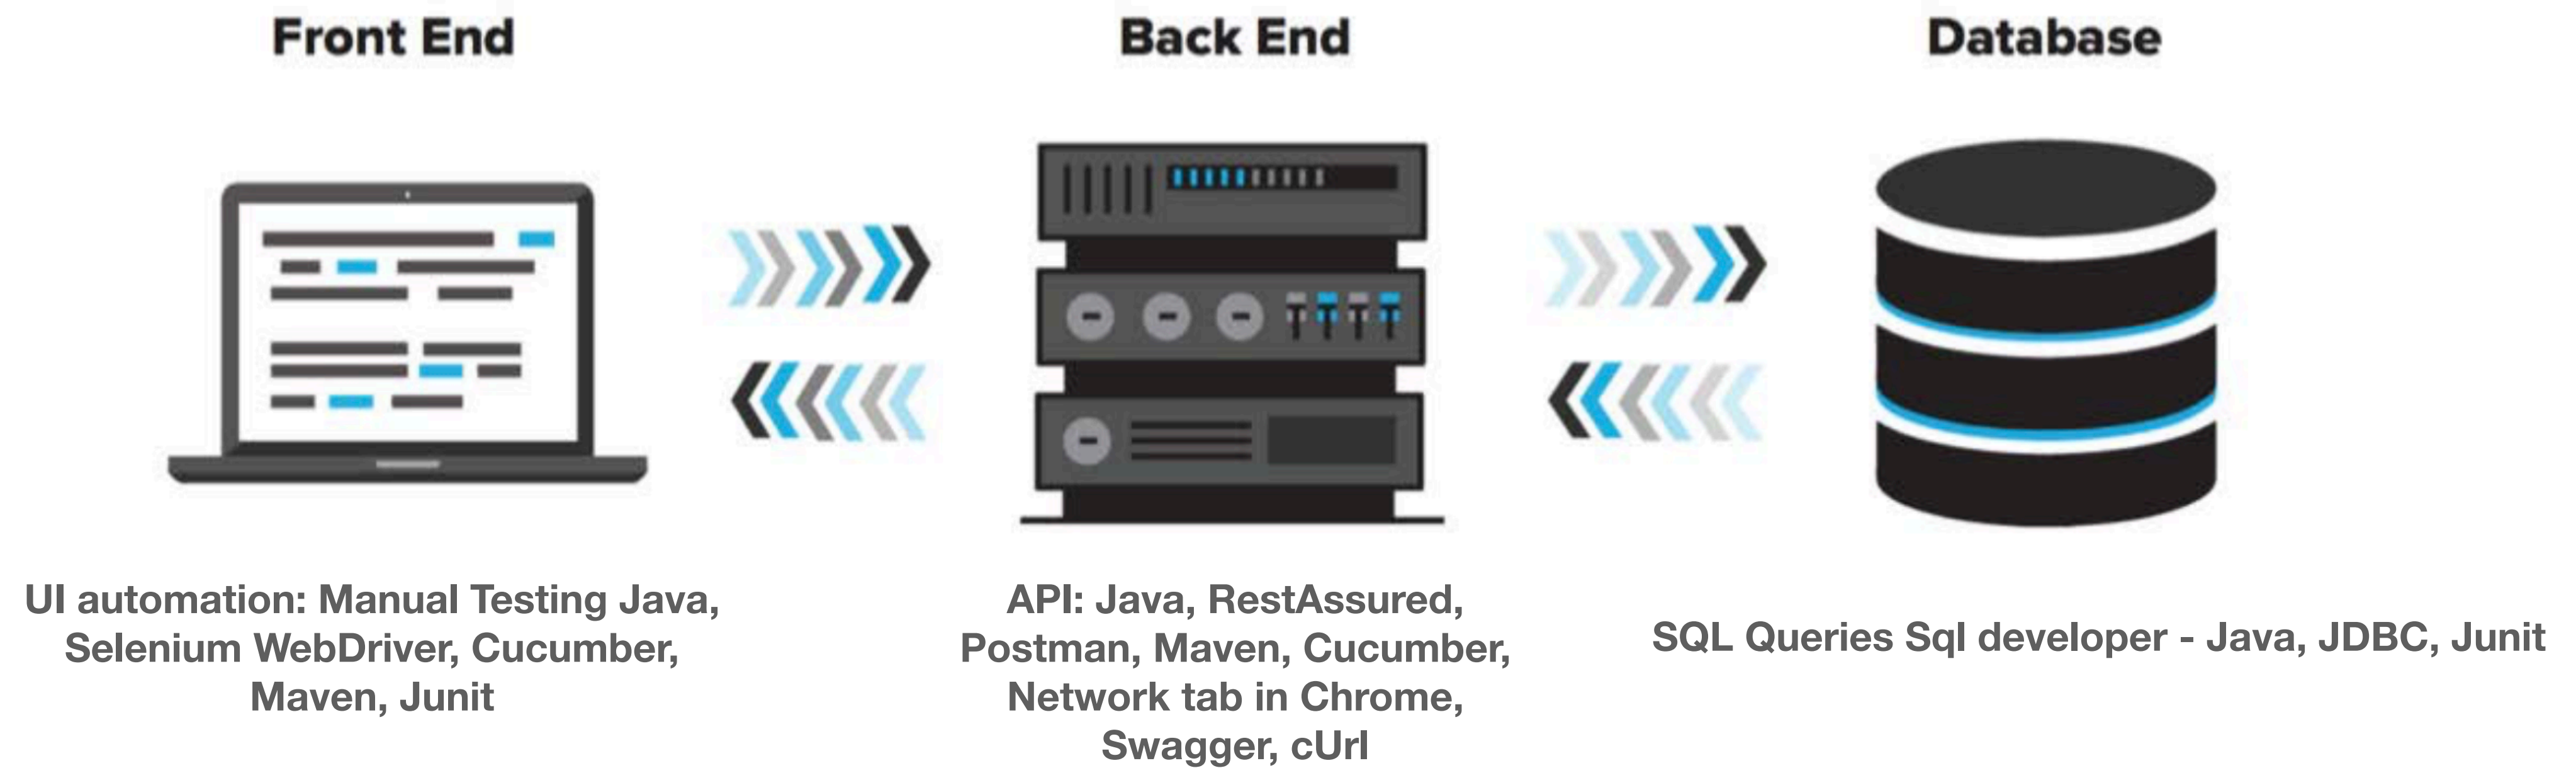 Front End
Back End
Database
UI automation: Manual Testing Java,
Selenium WebDriver, Cucumber,
Maven, Junit
API: Java, RestAssured,
Postman, Maven, Cucumber,
Network tab in Chrome,
Swagger, cUrl
SQL Queries Sql developer - Java, JDBC, Junit